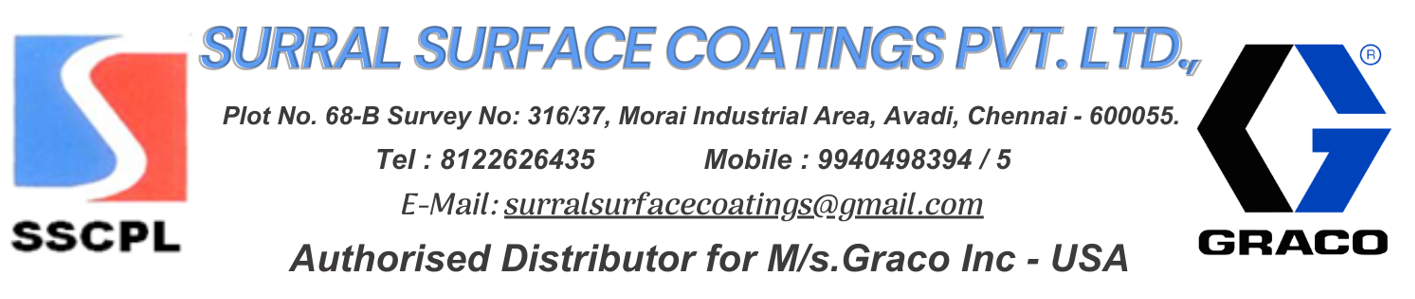 SURRAL SURFACE COATINGS PVT. LTD.,
Plot No. 68-B Survey No: 316/37, Morai Industrial Area, Avadi, Chennai - 600055.
Tel : 8122626435 Mobile : 9940498394 / 5
E-Mail: surralsurfacecoatings@gmail.com
Authorised Distributor for M/s.Graco Inc - USA
SSCPL
GRACO
®